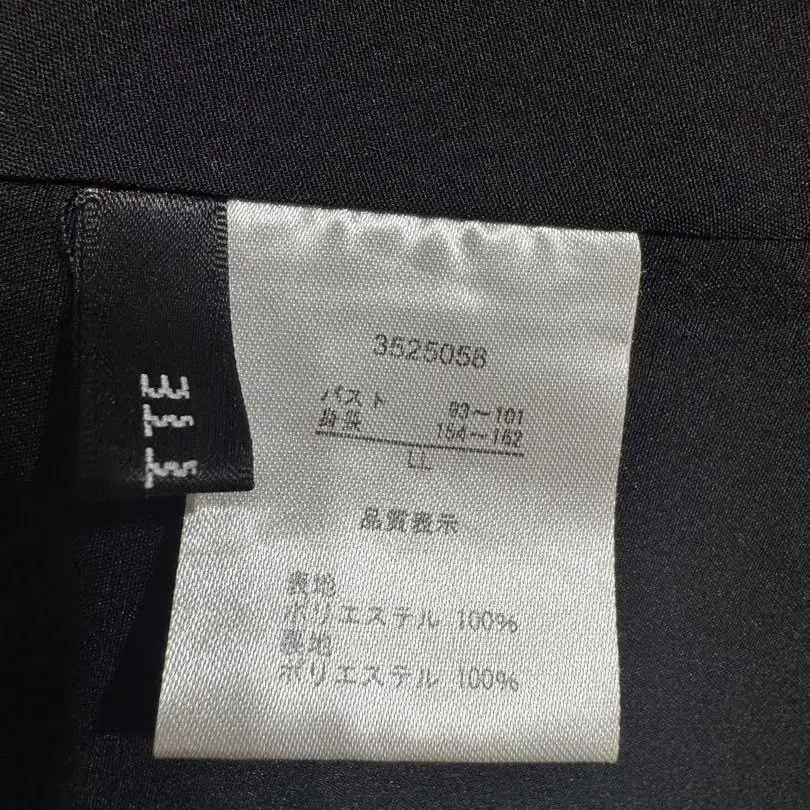 3525058
バスト 93～101
身長 154～162
LL
品質表示
表地
ポリエステル 100%
裏地
ポリエステル 100%